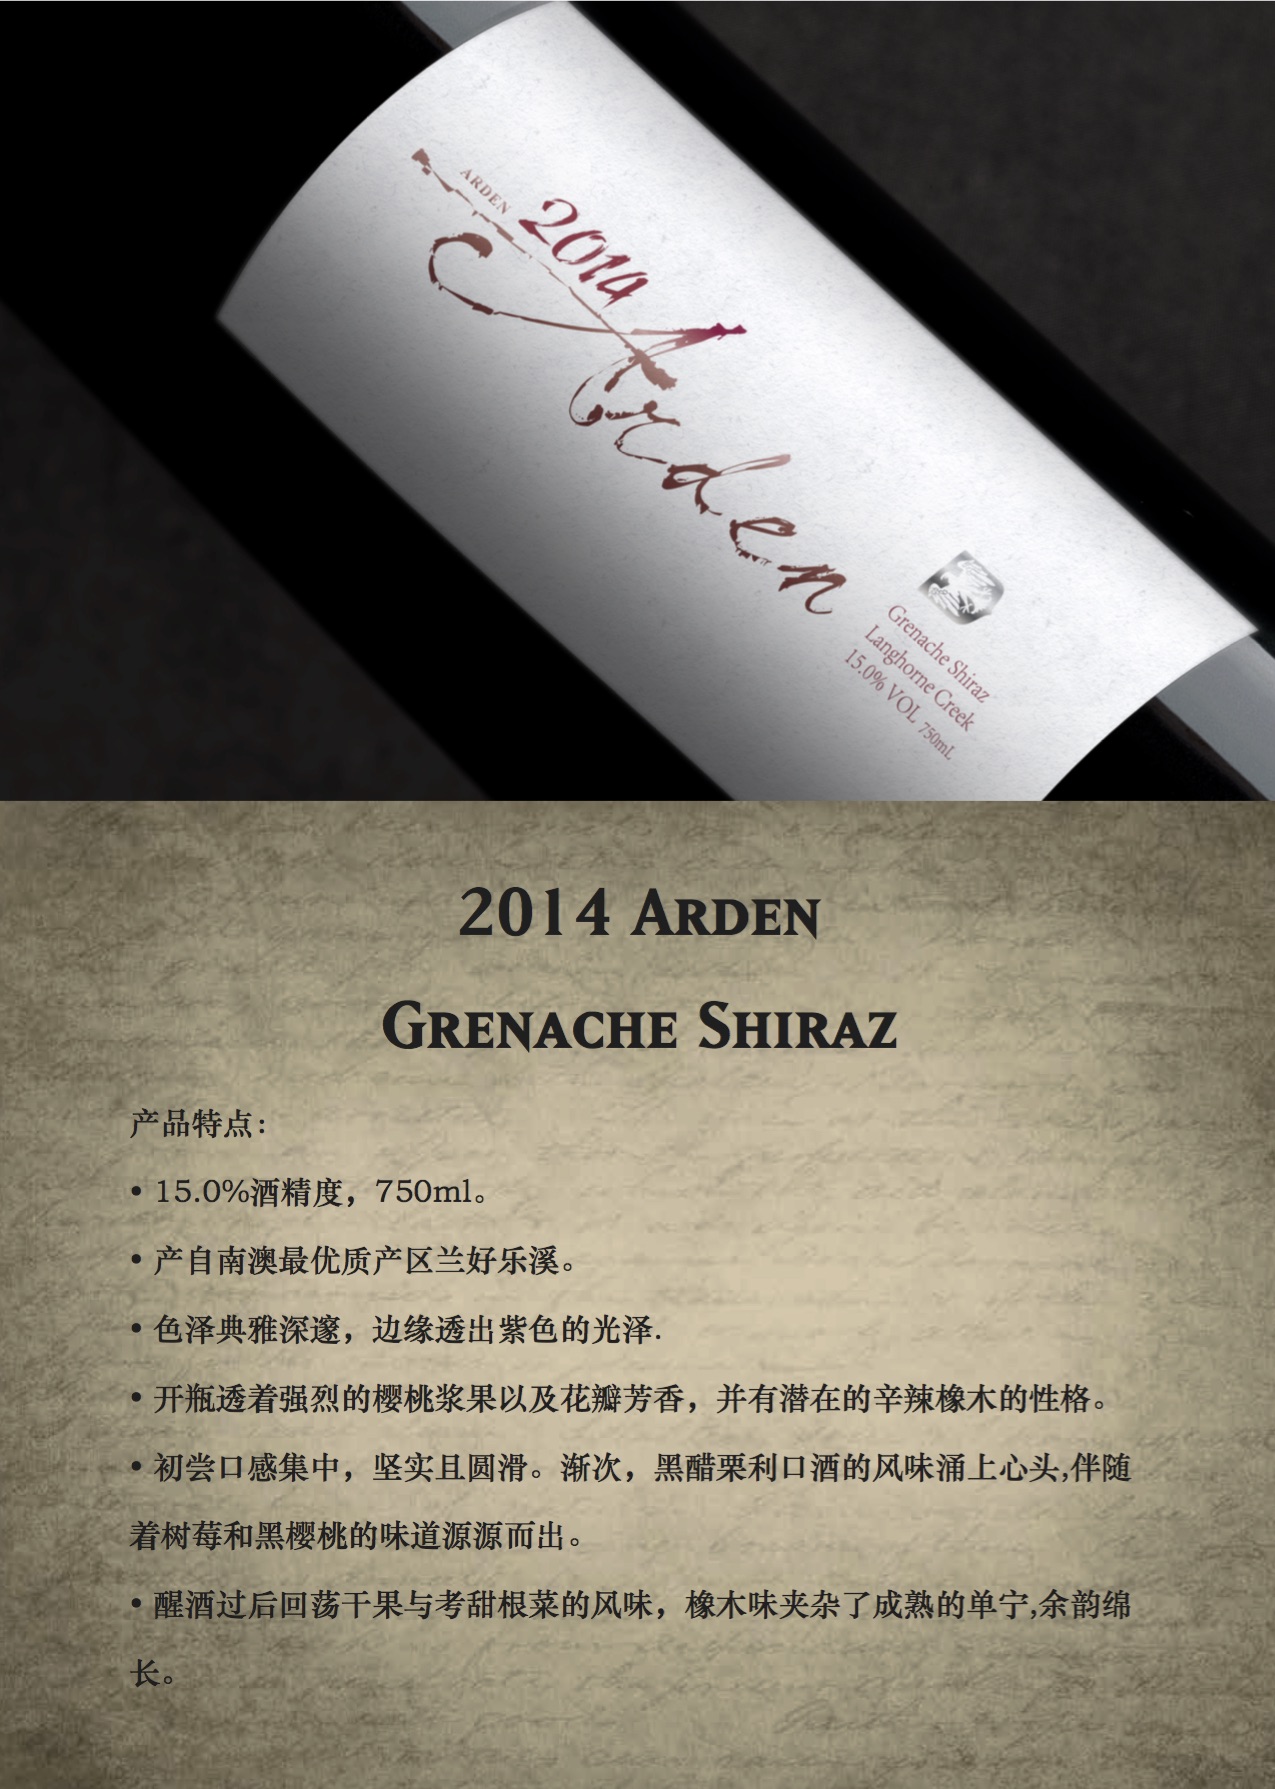 ARDEN
2014
Arden
Grenache Shiraz
Langhorne Creek
15.0% VOL 750mL
2014 ARDEN
GRENACHE SHIRAZ
产品特点：
• 15.0%酒精度，750ml。
• 产自南澳最优质产区兰好乐溪。
• 色泽典雅深邃，边缘透出紫色的光泽.
• 开瓶透着强烈的樱桃浆果以及花瓣芳香，并有潜在的辛辣橡木的性格。
• 初尝口感集中，坚实且圆滑。渐次，黑醋栗利口酒的风味涌上心头,伴随
着树莓和黑樱桃的味道源源而出。
• 醒酒过后回荡干果与考甜根菜的风味，橡木味夹杂了成熟的单宁,余韵绵
长。